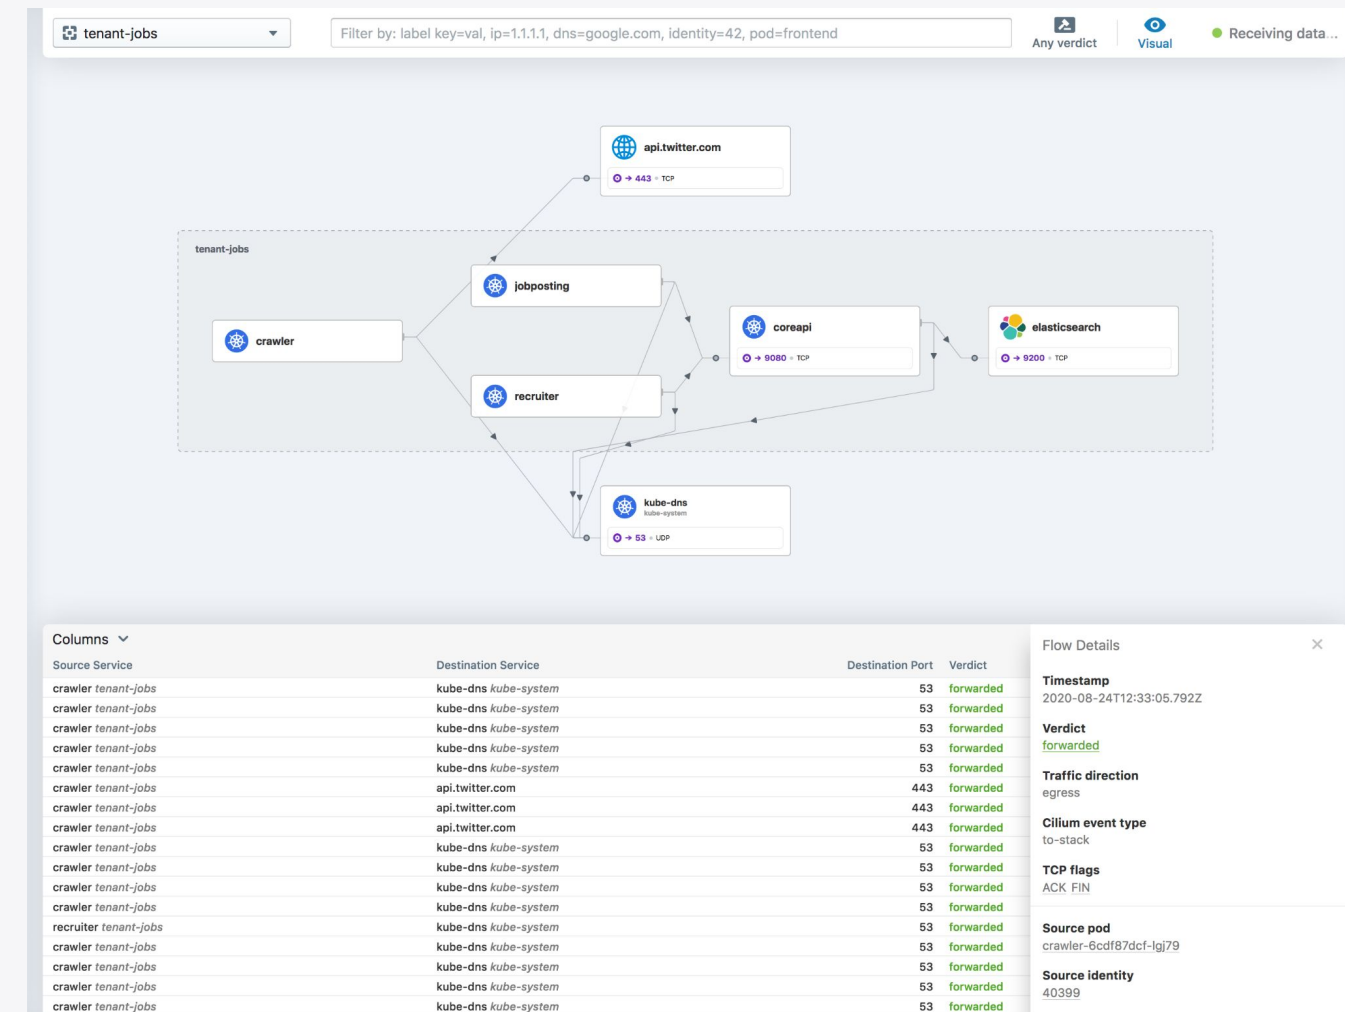 tenant-jobs
Filter by: label key=val, ip=1.1.1.1, dns=google.com, identity=42, pod=frontend
Any verdict
Visual
Receiving data...
api.twitter.com
→ 443 • TCP
tenant-jobs
jobposting
crawler
coreapi
→ 9080 • TCP
elasticsearch
→ 9200 • TCP
recruiter
kube-dns
kube-system
→ 53 • UDP
Columns
Source Service Destination Service Destination Port Verdict
crawler tenant-jobs kube-dns kube-system 53 forwarded
crawler tenant-jobs kube-dns kube-system 53 forwarded
crawler tenant-jobs kube-dns kube-system 53 forwarded
crawler tenant-jobs kube-dns kube-system 53 forwarded
crawler tenant-jobs kube-dns kube-system 53 forwarded
crawler tenant-jobs api.twitter.com 443 forwarded
crawler tenant-jobs api.twitter.com 443 forwarded
crawler tenant-jobs api.twitter.com 443 forwarded
crawler tenant-jobs kube-dns kube-system 53 forwarded
crawler tenant-jobs kube-dns kube-system 53 forwarded
crawler tenant-jobs kube-dns kube-system 53 forwarded
crawler tenant-jobs kube-dns kube-system 53 forwarded
recruiter tenant-jobs kube-dns kube-system 53 forwarded
crawler tenant-jobs kube-dns kube-system 53 forwarded
crawler tenant-jobs kube-dns kube-system 53 forwarded
crawler tenant-jobs kube-dns kube-system 53 forwarded
crawler tenant-jobs kube-dns kube-system 53 forwarded
Flow Details
Timestamp
2020-08-24T12:33:05.792Z
Verdict
forwarded
Traffic direction
egress
Cilium event type
to-stack
TCP flags
ACK FIN
Source pod
crawler-6cdf87dcf-lgj79
Source identity
40399